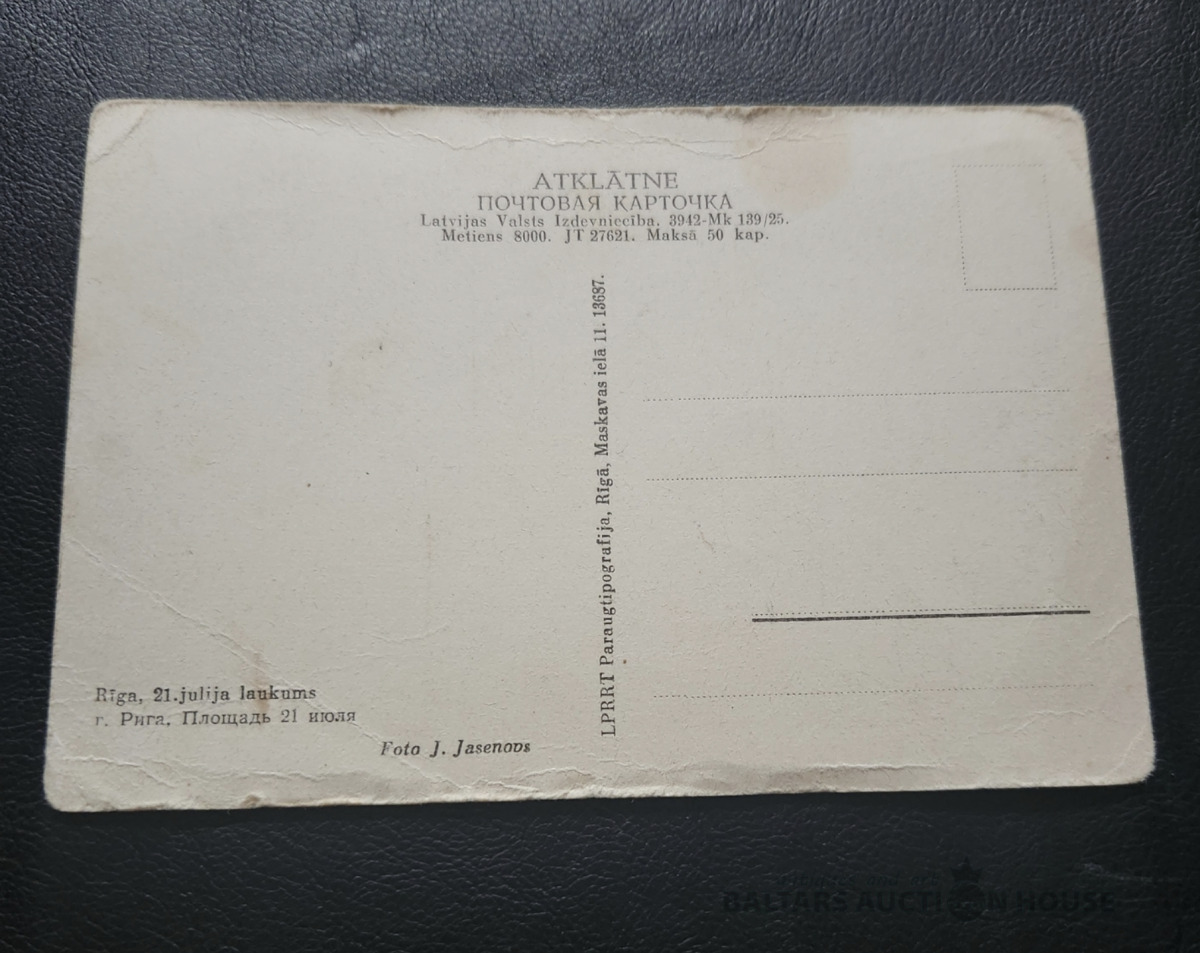 ATKLĀTNE
ПОЧТОВАЯ КАРТОЧКА
Latvijas Valsts Izdevniecība. 3942-Mk 139/25.
Metiens 8000. JT 27621. Maksā 50 kap.
LPRRT Paraugtipografija, Rīgā, Maskavas ielā 11. 13687.
Rīga, 21.julija laukums
г. Рига, Площадь 21 июля
Foto J. Jasenovs
BALTARS AUCTION HOUSE